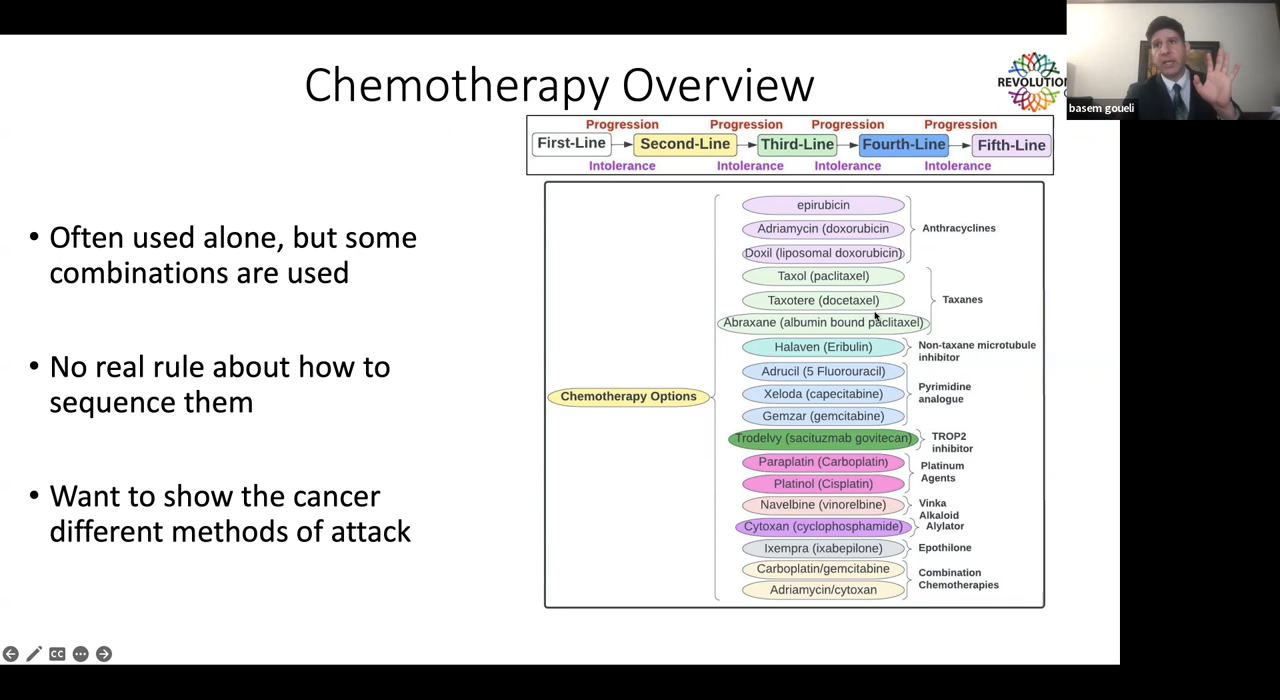 Chemotherapy Overview
REVOLUTION
basem goueli
Progression Progression Progression Progression
First-Line Second-Line Third-Line Fourth-Line Fifth-Line
Intolerance Intolerance Intolerance Intolerance
• Often used alone, but some
combinations are used
• No real rule about how to
sequence them
• Want to show the cancer
different methods of attack
Chemotherapy Options
epirubicin
Adriamycin (doxorubicin
Doxil (liposomal doxorubicin)
Anthracyclines
Taxol (paclitaxel)
Taxotere (docetaxel)
Abraxane (albumin bound paclitaxel)
Taxanes
Halaven (Eribulin)
Non-taxane microtubule
inhibitor
Adrucil (5 Fluorouracil)
Xeloda (capecitabine)
Gemzar (gemcitabine)
Pyrimidine
analogue
Trodelvy (sacituzmab govitecan)
TROP2
inhibitor
Paraplatin (Carboplatin)
Platinol (Cisplatin)
Platinum
Agents
Navelbine (vinorelbine)
Vinka
Alkaloid
Cytoxan (cyclophosphamide)
Alylator
Ixempra (ixabepilone)
Epothilone
Carboplatin/gemcitabine
Adriamycin/cytoxan
Combination
Chemotherapies
CC